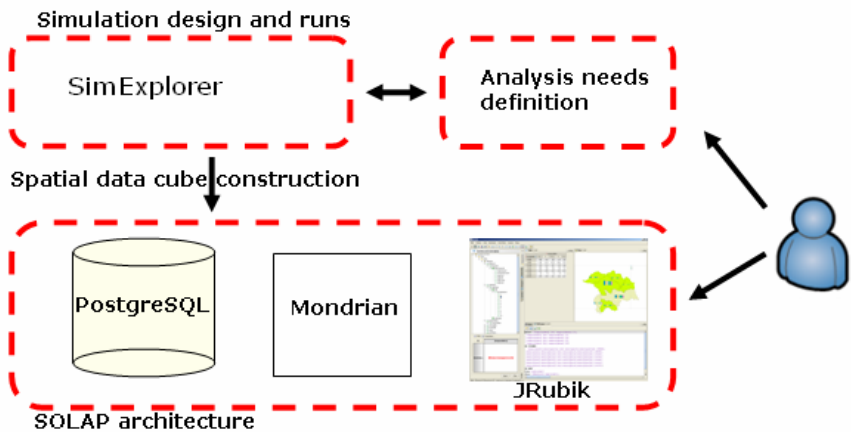 Simulation design and runs
SimExplorer
Analysis needs
definition
Spatial data cube construction
PostgreSQL
Mondrian
JRubik
SOLAP architecture